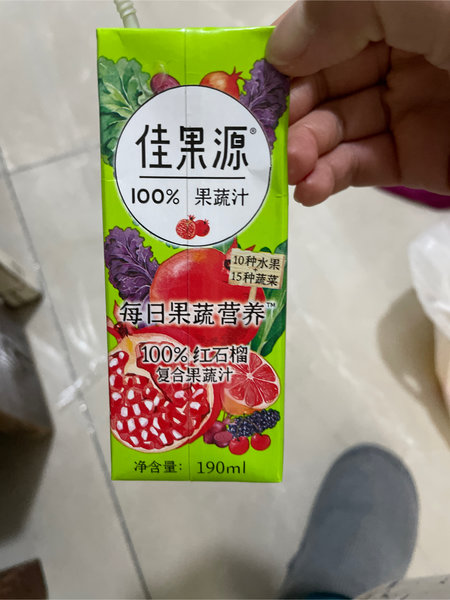 佳果源®
100% 果蔬汁
10种水果
+
15种蔬菜
每日果蔬营养™
100% 红石榴
复合果蔬汁
净含量: 190ml